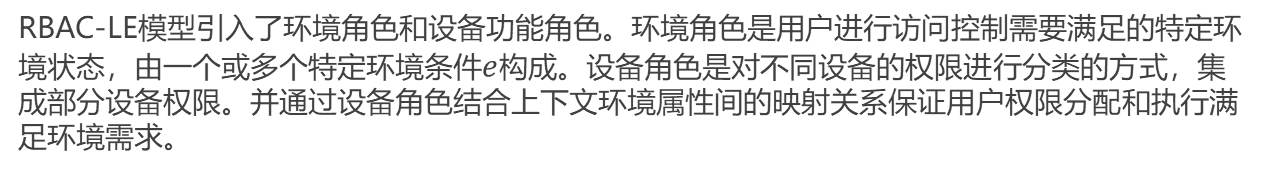 RBAC-LE模型引入了环境角色和设备功能角色。环境角色是用户进行访问控制需要满足的特定环
境状态，由一个或多个特定环境条件e构成。设备角色是对不同设备的权限进行分类的方式，集
成部分设备权限。并通过设备角色结合上下文环境属性间的映射关系保证用户权限分配和执行满
足环境需求。